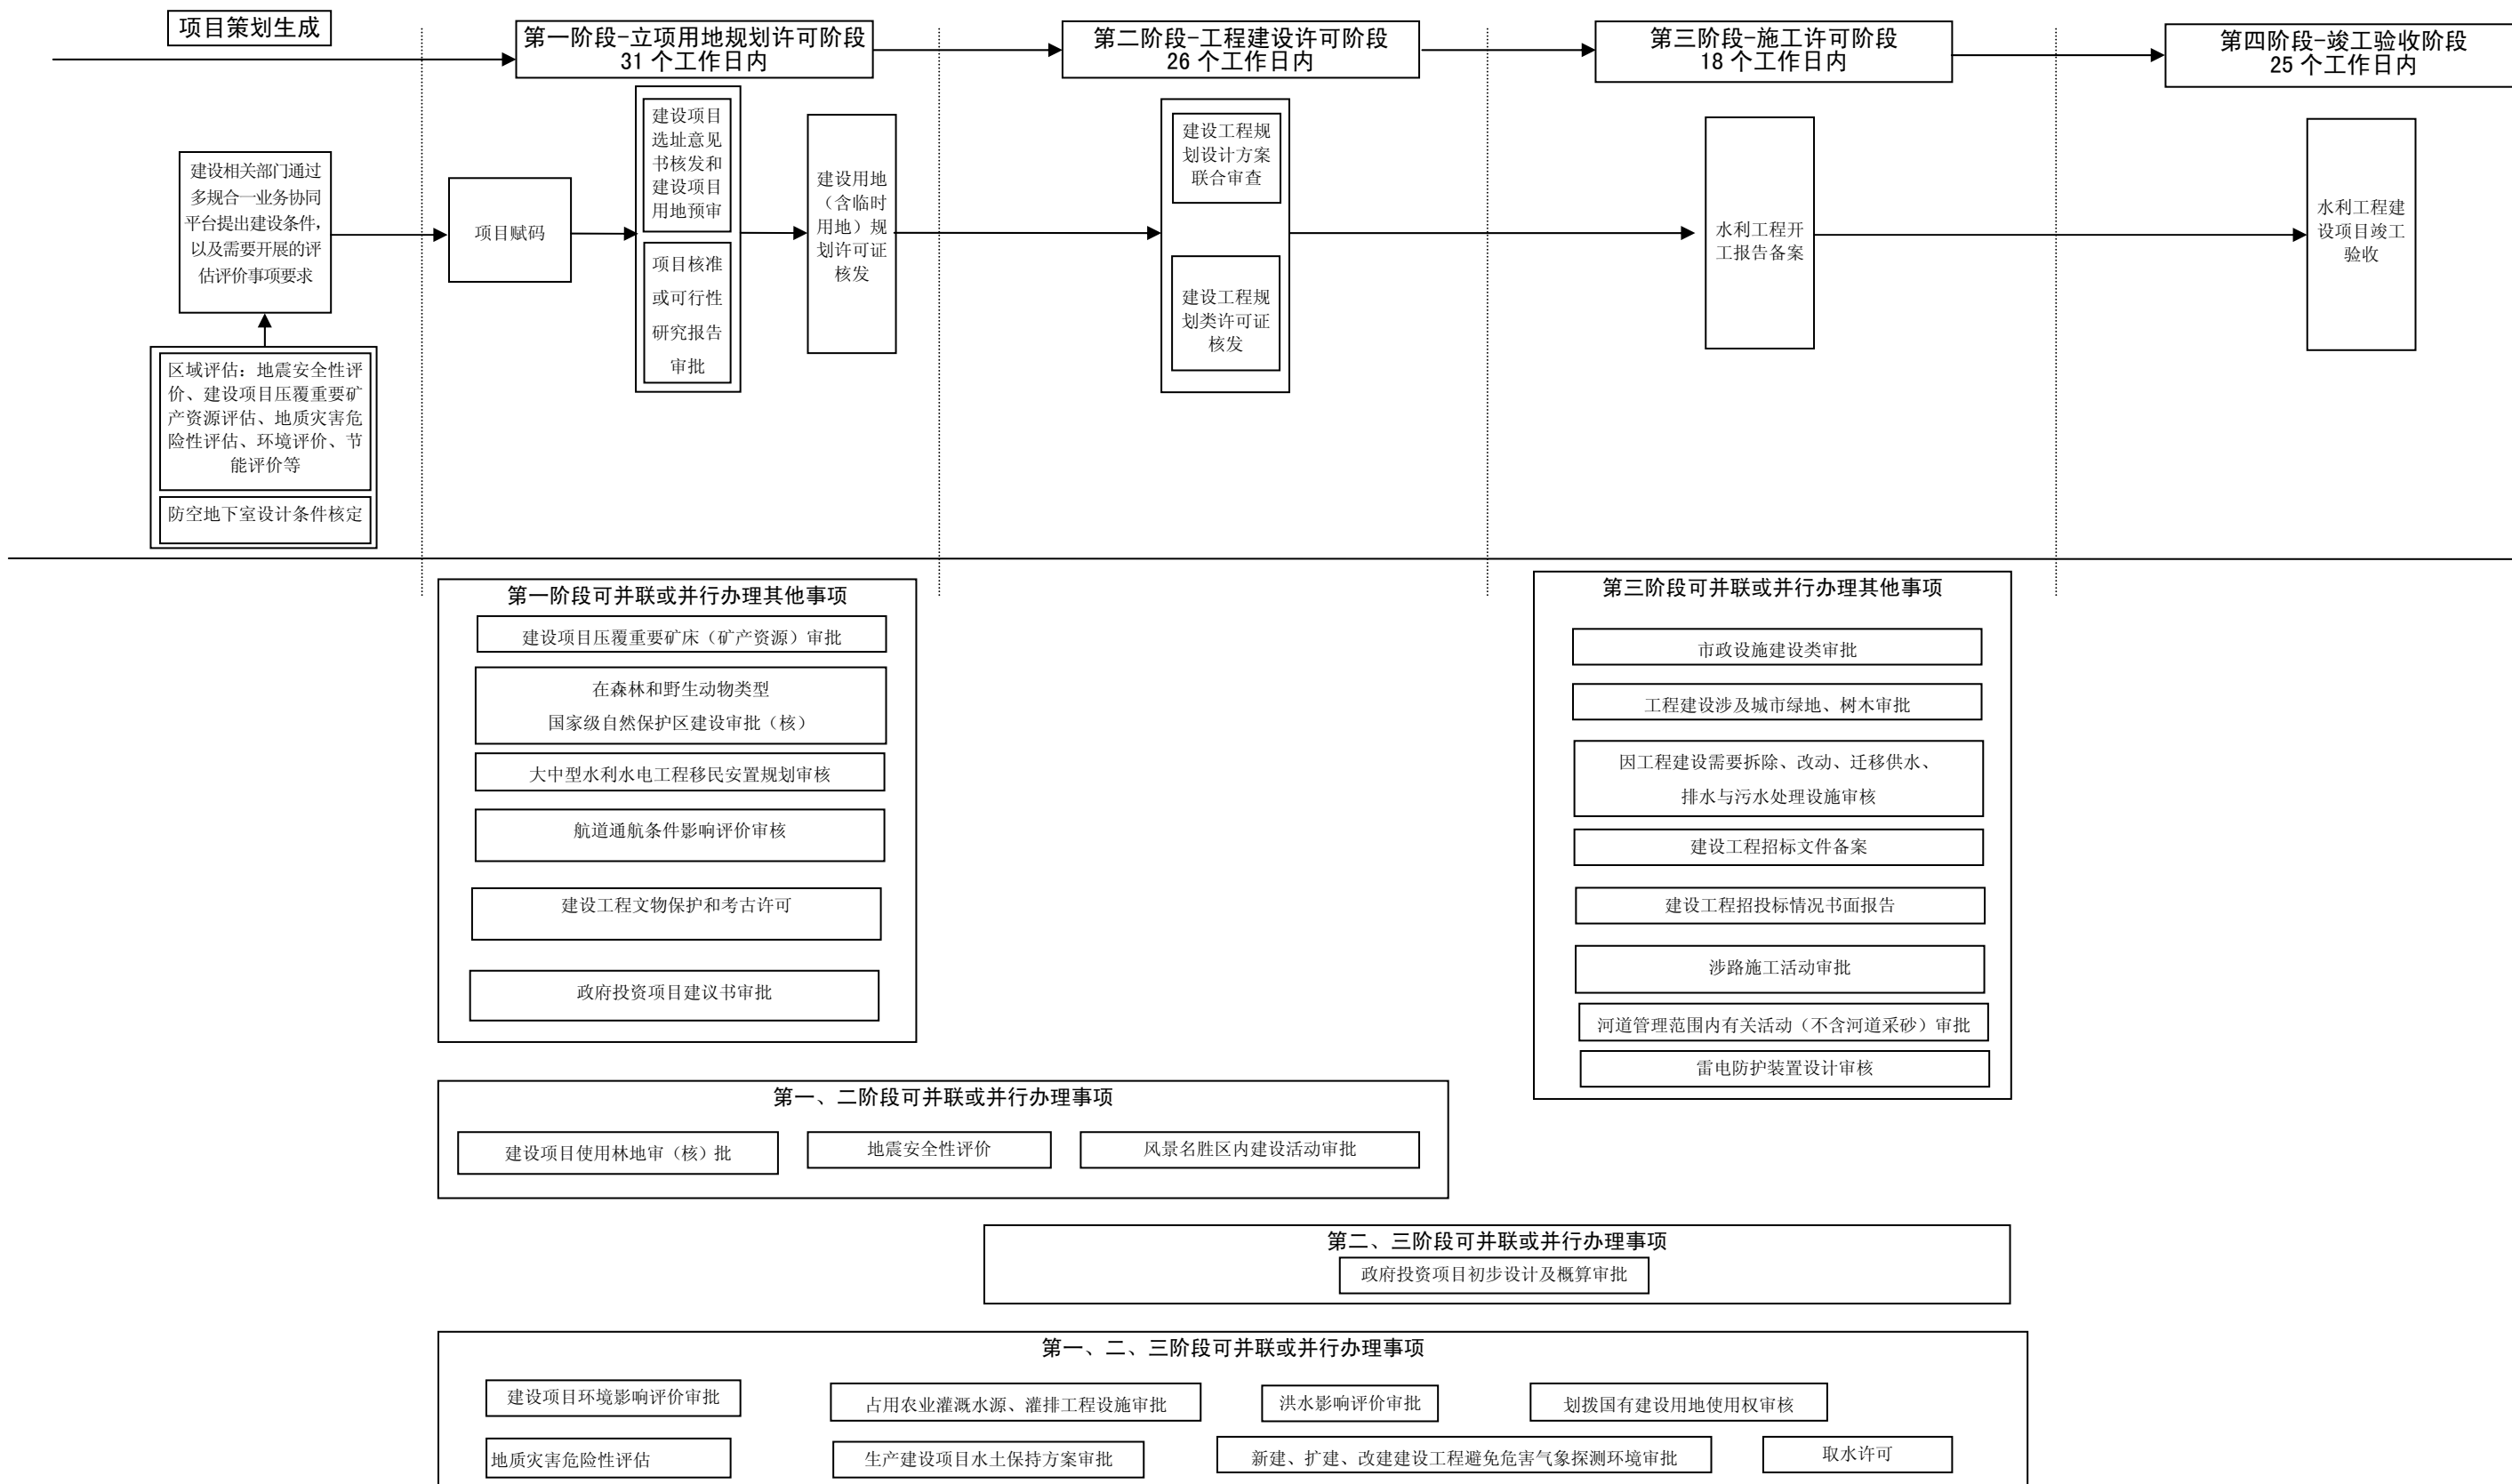 项目策划生成
第一阶段-立项用地规划许可阶段
31 个工作日内
第二阶段-工程建设许可阶段
26 个工作日内
第三阶段-施工许可阶段
18 个工作日内
第四阶段-竣工验收阶段
25 个工作日内
建设相关部门通过
多规合一业务协同
平台提出建设条件，
以及需要开展的评
估评价事项要求
区域评估：地震安全性评
价、建设项目压覆重要矿
产资源评估、地质灾害危
险性评估、环境评价、节
能评价等
防空地下室设计条件核定
项目赋码
建设项目
选址意见
书核发和
建设项目
用地预审
项目核准
或可行性
研究报告
审批
建设用地
（含临时
用地）规
划许可证
核发
建设工程规
划设计方案
联合审查
建设工程规
划类许可证
核发
水利工程开
工报告备案
水利工程建
设项目竣工
验收
第一阶段可并联或并行办理其他事项
建设项目压覆重要矿床（矿产资源）审批
在森林和野生动物类型
国家级自然保护区建设审批（核）
大中型水利水电工程移民安置规划审核
航道通航条件影响评价审核
建设工程文物保护和考古许可
政府投资项目建议书审批
第三阶段可并联或并行办理其他事项
市政设施建设类审批
工程建设涉及城市绿地、树木审批
因工程建设需要拆除、改动、迁移供水、
排水与污水处理设施审核
建设工程招标文件备案
建设工程招投标情况书面报告
涉路施工活动审批
河道管理范围内有关活动（不含河道采砂）审批
雷电防护装置设计审核
第一、二阶段可并联或并行办理事项
建设项目使用林地审（核）批
地震安全性评价
风景名胜区内建设活动审批
第二、三阶段可并联或并行办理事项
政府投资项目初步设计及概算审批
第一、二、三阶段可并联或并行办理事项
建设项目环境影响评价审批
占用农业灌溉水源、灌排工程设施审批
洪水影响评价审批
划拨国有建设用地使用权审核
地质灾害危险性评估
生产建设项目水土保持方案审批
新建、扩建、改建建设工程避免危害气象探测环境审批
取水许可